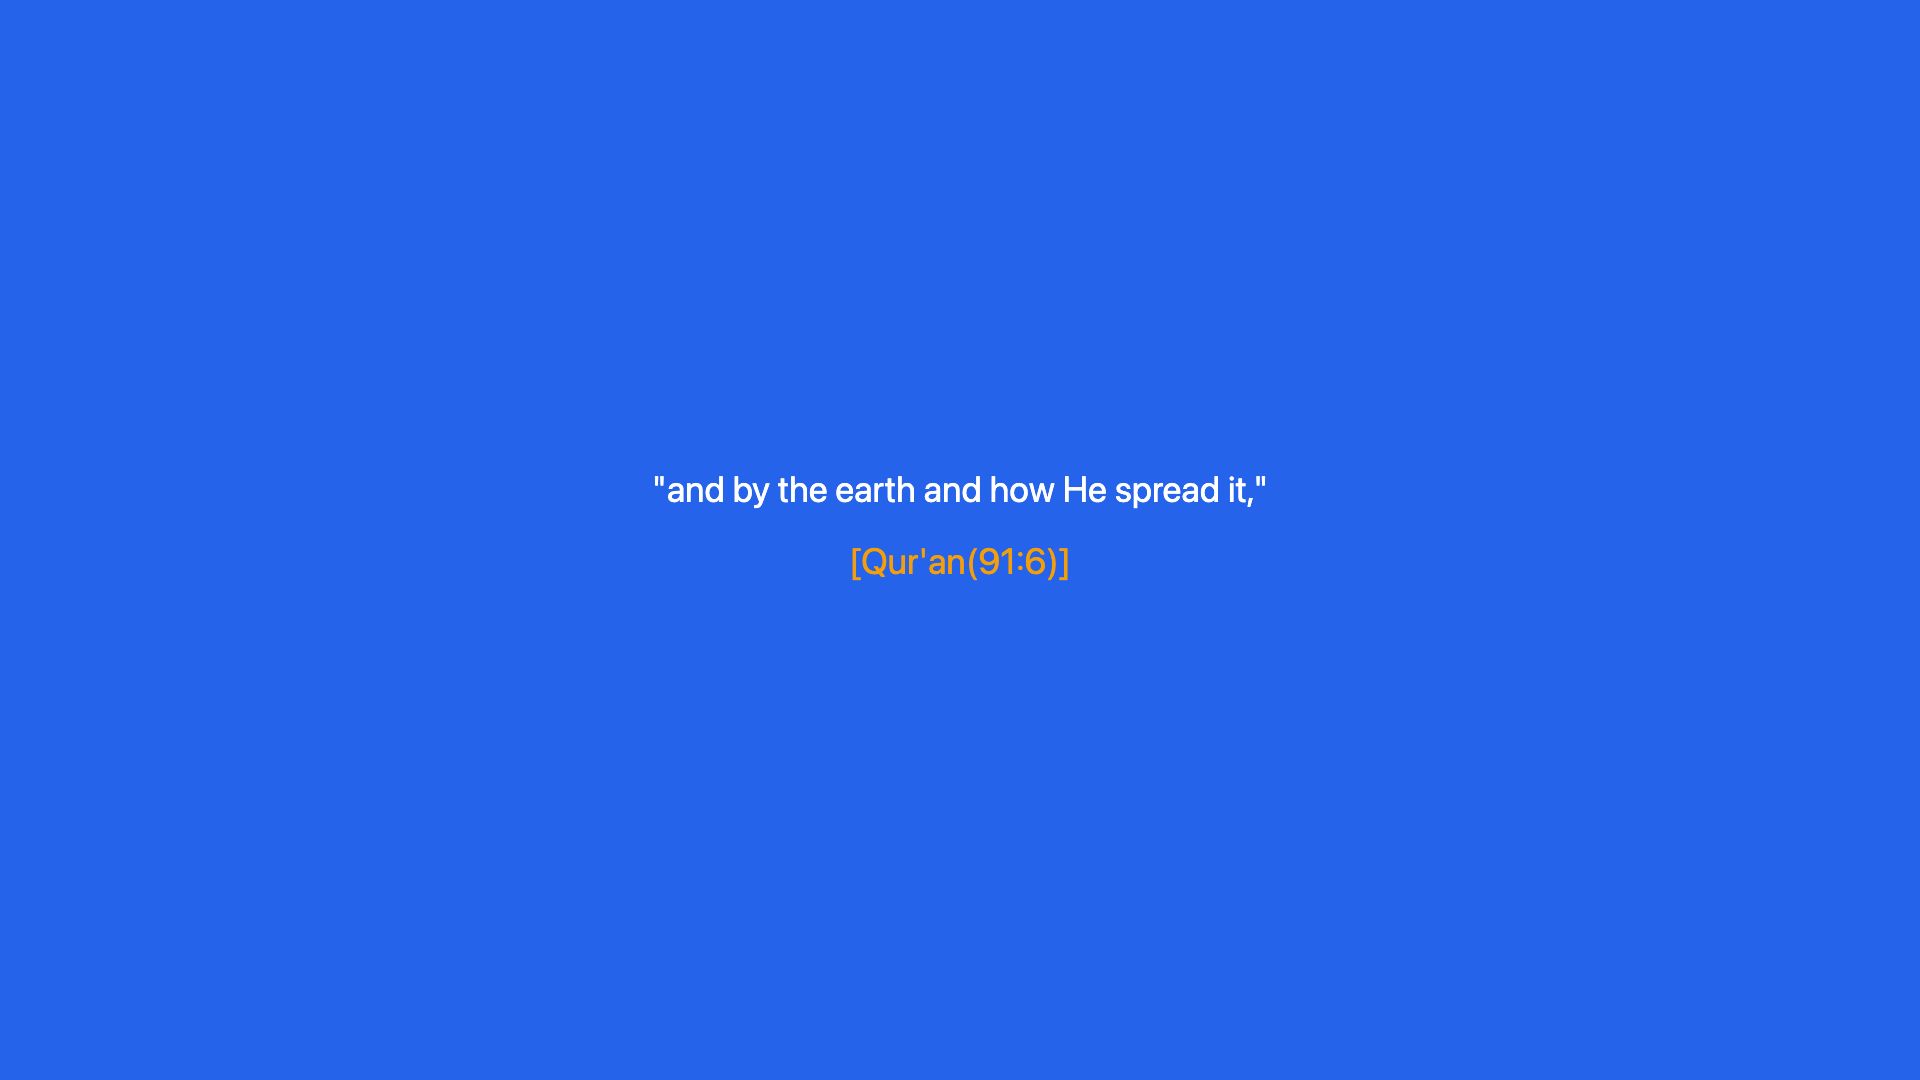 "and by the earth and how He spread it,"
[Qur'an(91:6)]